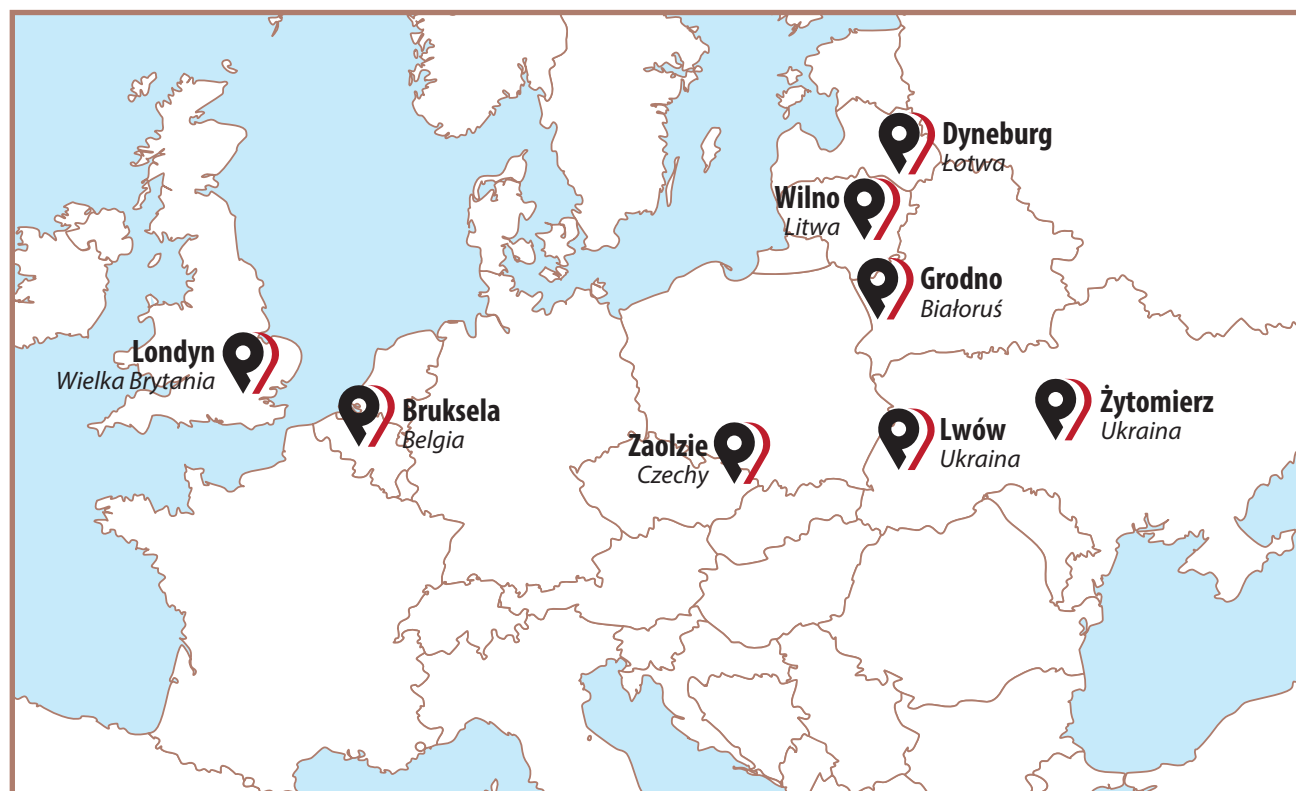 Dyneburg
Łotwa
Wilno
Litwa
Grodno
Białoruś
Londyn
Wielka Brytania
Bruksela
Belgia
Zaolzie
Czechy
Lwów
Ukraina
Żytomierz
Ukraina